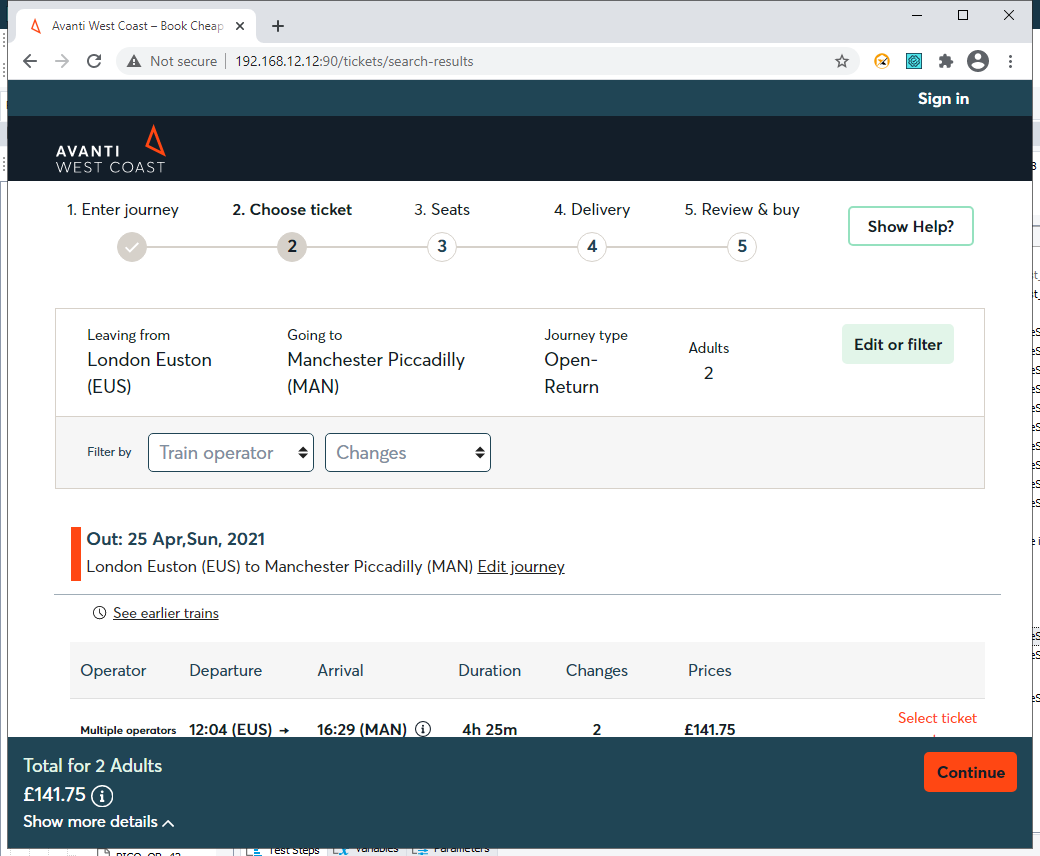 Avanti West Coast – Book Cheap
Not secure
192.168.12.12:90/tickets/search-results
Sign in
AVANTI
WEST COAST
1. Enter journey
2. Choose ticket
3. Seats
4. Delivery
5. Review & buy
Show Help?
2
3
4
5
Leaving from
London Euston
(EUS)
Going to
Manchester Piccadilly
(MAN)
Journey type
Open-
Return
Adults
2
Edit or filter
Filter by
Train operator
Changes
Out: 25 Apr,Sun, 2021
London Euston (EUS) to Manchester Piccadilly (MAN) Edit journey
See earlier trains
Operator Departure Arrival Duration Changes Prices
Multiple operators 12:04 (EUS) → 16:29 (MAN) 4h 25m 2 £141.75 Select ticket
Total for 2 Adults
£141.75
Show more details
Continue
Test Steps
Variables
Parameters